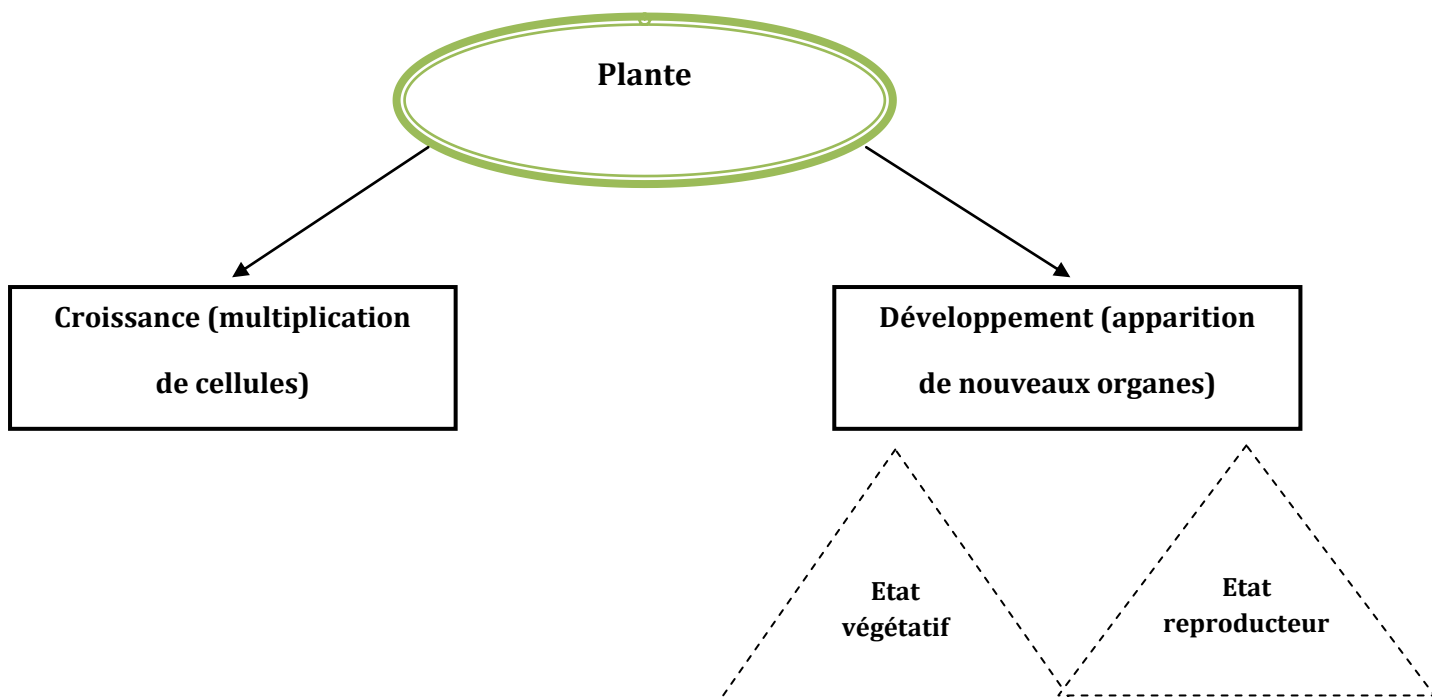 Plante
Croissance (multiplication
de cellules)
Développement (apparition
de nouveaux organes)
Etat
végétatif
Etat
reproducteur